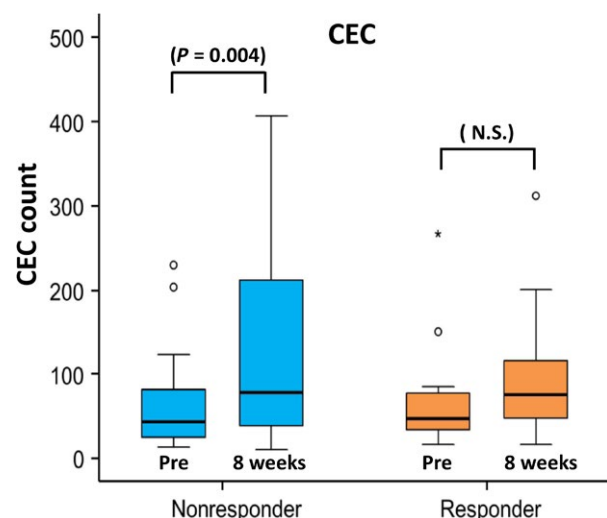 CEC
500
(P = 0.004)
400
( N.S.)
300
CEC count
200
100
0
Pre 8 weeks Pre 8 weeks
Nonresponder Responder